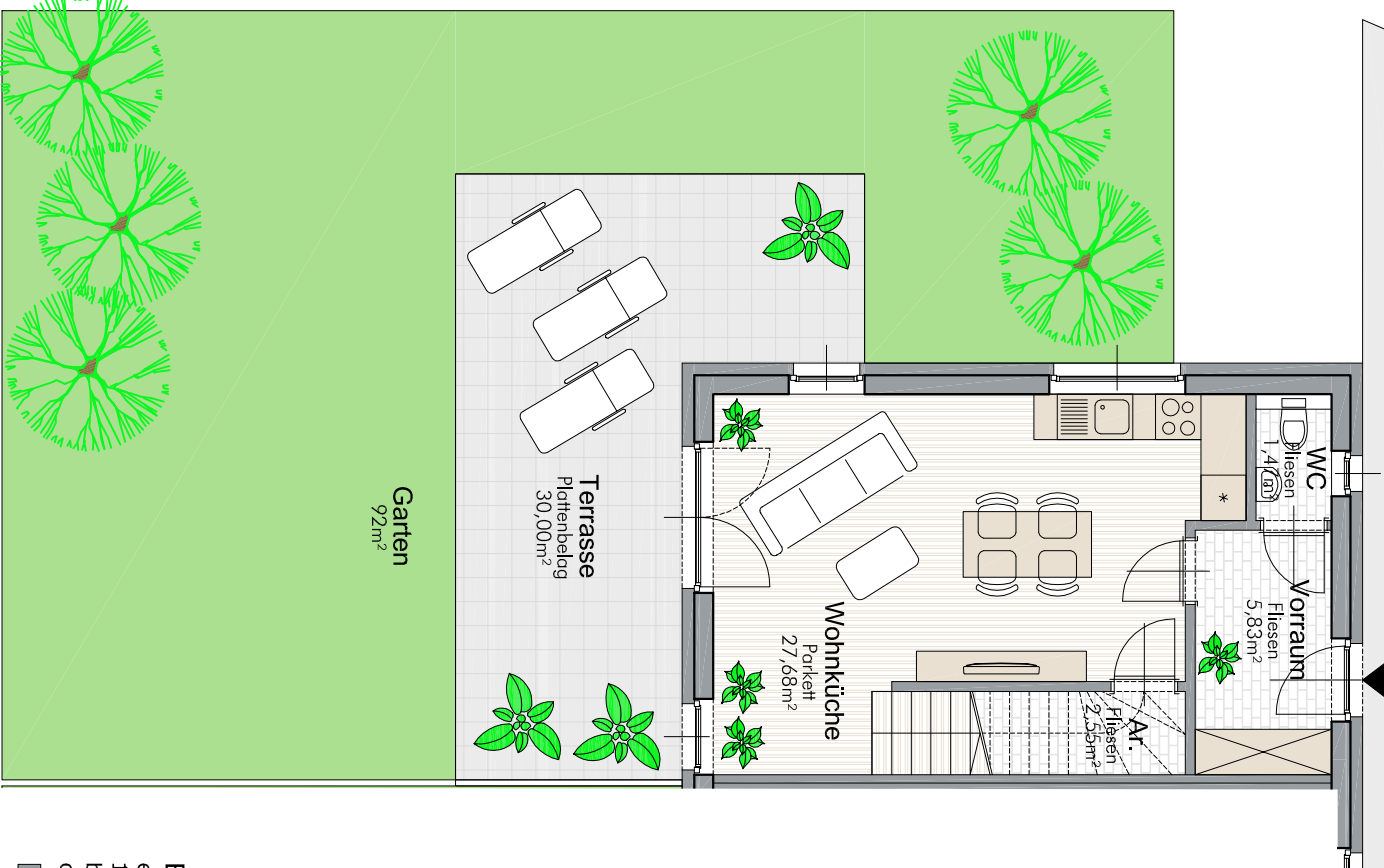 WC
Fliesen
Vorraum
Fliesen
5,83m²
Ar.
Fliesen
2,55m²
Wohnküche
Parkett
27,68m²
Terrasse
Plattenbelag
30,00m²
Garten
92m²